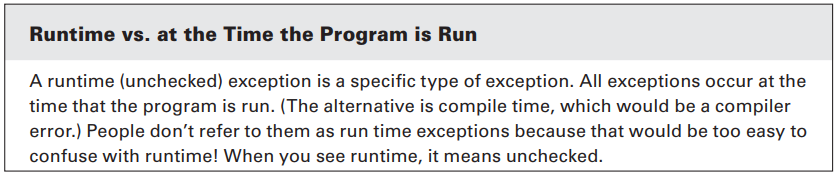 Runtime vs. at the Time the Program is Run
A runtime (unchecked) exception is a specific type of exception. All exceptions occur at the
time that the program is run. (The alternative is compile time, which would be a compiler
error.) People don’t refer to them as run time exceptions because that would be too easy to
confuse with runtime! When you see runtime, it means unchecked.